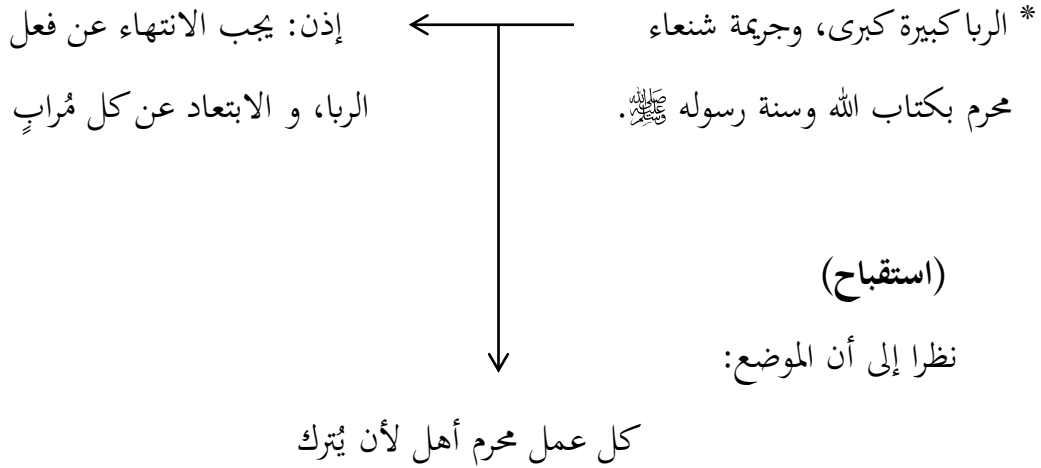 * الربا كبيرة كبرى، وجريمة شنعاء
محرم بكتاب الله وسنة رسوله ﷺ.
إذن: يجب الانتهاء عن فعل
الربا، و الابتعاد عن كل مُرابٍ
(استقباح)
نظرا إلى أن الموضع:
كل عمل محرم أهل لأن يُترك